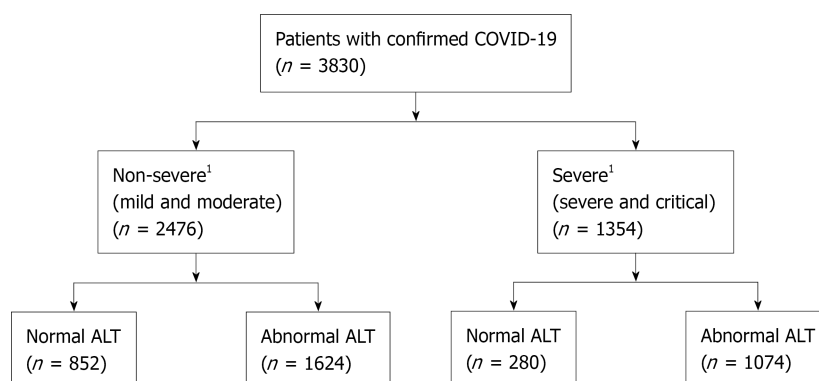 Patients with confirmed COVID-19
(n = 3830)
Non-severe¹
(mild and moderate)
(n = 2476)
Severe¹
(severe and critical)
(n = 1354)
Normal ALT
(n = 852)
Abnormal ALT
(n = 1624)
Normal ALT
(n = 280)
Abnormal ALT
(n = 1074)